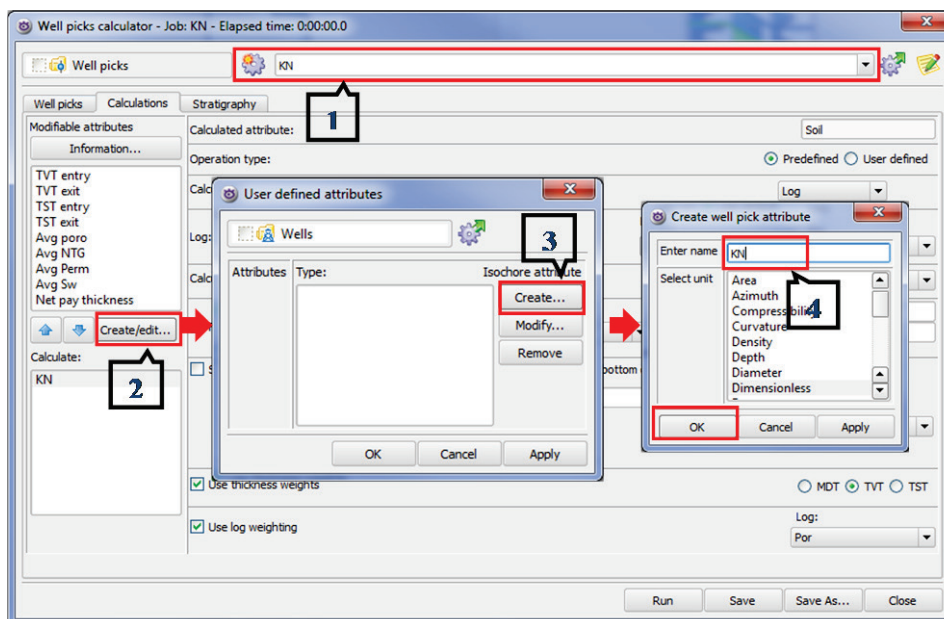 Well picks calculator - Job: KN - Elapsed time: 0:00:00.0
Well picks
KN
1
Well picks Calculations Stratigraphy
Modifiable attributes
Information...
TVT entry
TVT exit
TST entry
TST exit
Avg poro
Avg NTG
Avg Perm
Avg Sw
Net pay thickness
Create/edit...
2
Calculate:
KN
Calculated attribute: Soil
Operation type: Predefined User defined
Calc Log
Log:
Calc
S
bottom
User defined attributes
Wells
3
Attributes Type: Isochore attribute
Create...
Modify...
Remove
OK Cancel Apply
Create well pick attribute
Enter name KN
4
Select unit
Area
Azimuth
Compressibility
Curvature
Density
Depth
Diameter
Dimensionless
OK Cancel Apply
Use thickness weights MDT TVT TST
Use log weighting
Log:
Por
Run Save Save As... Close